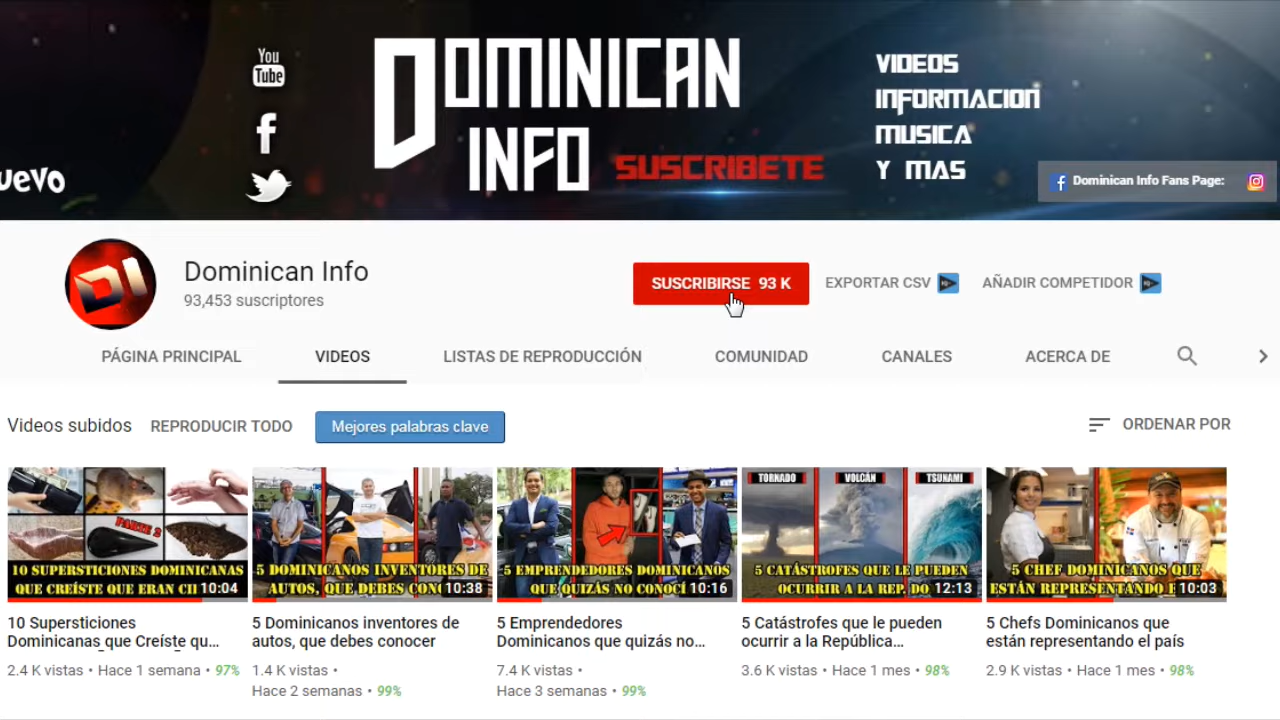 You
Tube
DOMINICAN
INFO
SUSCRIBETE
VIDEOS
INFORMACION
MUSICA
Y MAS
uevo
Dominican Info Fans Page:
DI
Dominican Info
93,453 suscriptores
SUSCRIBIRSE 93 K
EXPORTAR CSV
AÑADIR COMPETIDOR
PÁGINA PRINCIPAL
VIDEOS
LISTAS DE REPRODUCCIÓN
COMUNIDAD
CANALES
ACERCA DE
Videos subidos
REPRODUCIR TODO
Mejores palabras clave
ORDENAR POR
PARTE 2
10 SUPERSTICIONES DOMINICANAS
QUE CREÍSTE QUE ERAN CI
10:04
5 DOMINICANOS INVENTORES DE
AUTOS, QUE DEBES CONO
10:38
5 EMPRENDEDORES DOMINICANOS
QUE QUIZÁS NO CONOCÍ
10:16
TORNADO
VOLCÁN
TSUNAMI
5 CATÁSTROFES QUE LE PUEDEN
OCURRIR A LA REP. DO
12:13
5 CHEF DOMINICANOS QUE
ESTÁN REPRESENTANDO E
10:03
10 Supersticiones
Dominicanas que Creíste qu...
2.4 K vistas • Hace 1 semana • 97%
5 Dominicanos inventores de
autos, que debes conocer
1.4 K vistas •
Hace 2 semanas • 99%
5 Emprendedores
Dominicanos que quizás no...
7.4 K vistas •
Hace 3 semanas • 99%
5 Catástrofes que le pueden
ocurrir a la República...
3.6 K vistas • Hace 1 mes • 98%
5 Chefs Dominicanos que
están representando el país
2.9 K vistas • Hace 1 mes • 98%